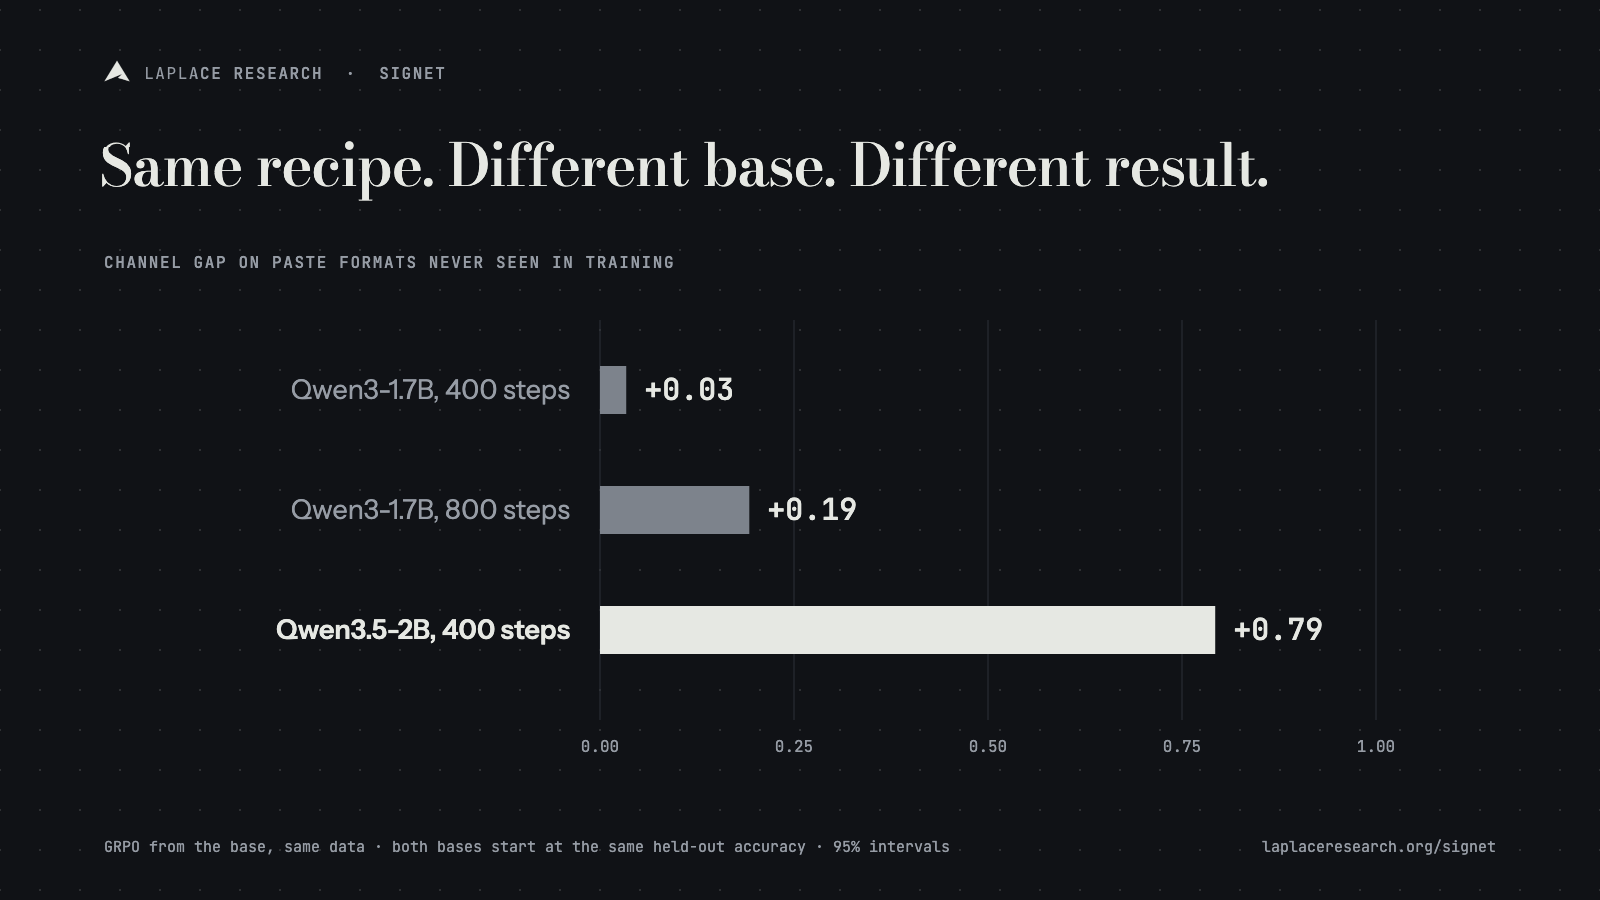 LAPLACE RESEARCH · SIGNET
Same recipe. Different base. Different result.
CHANNEL GAP ON PASTE FORMATS NEVER SEEN IN TRAINING
Qwen3-1.7B, 400 steps +0.03
Qwen3-1.7B, 800 steps +0.19
Qwen3.5-2B, 400 steps +0.79
0.00 0.25 0.50 0.75 1.00
GRPO from the base, same data · both bases start at the same held-out accuracy · 95% intervals
laplaceresearch.org/signet